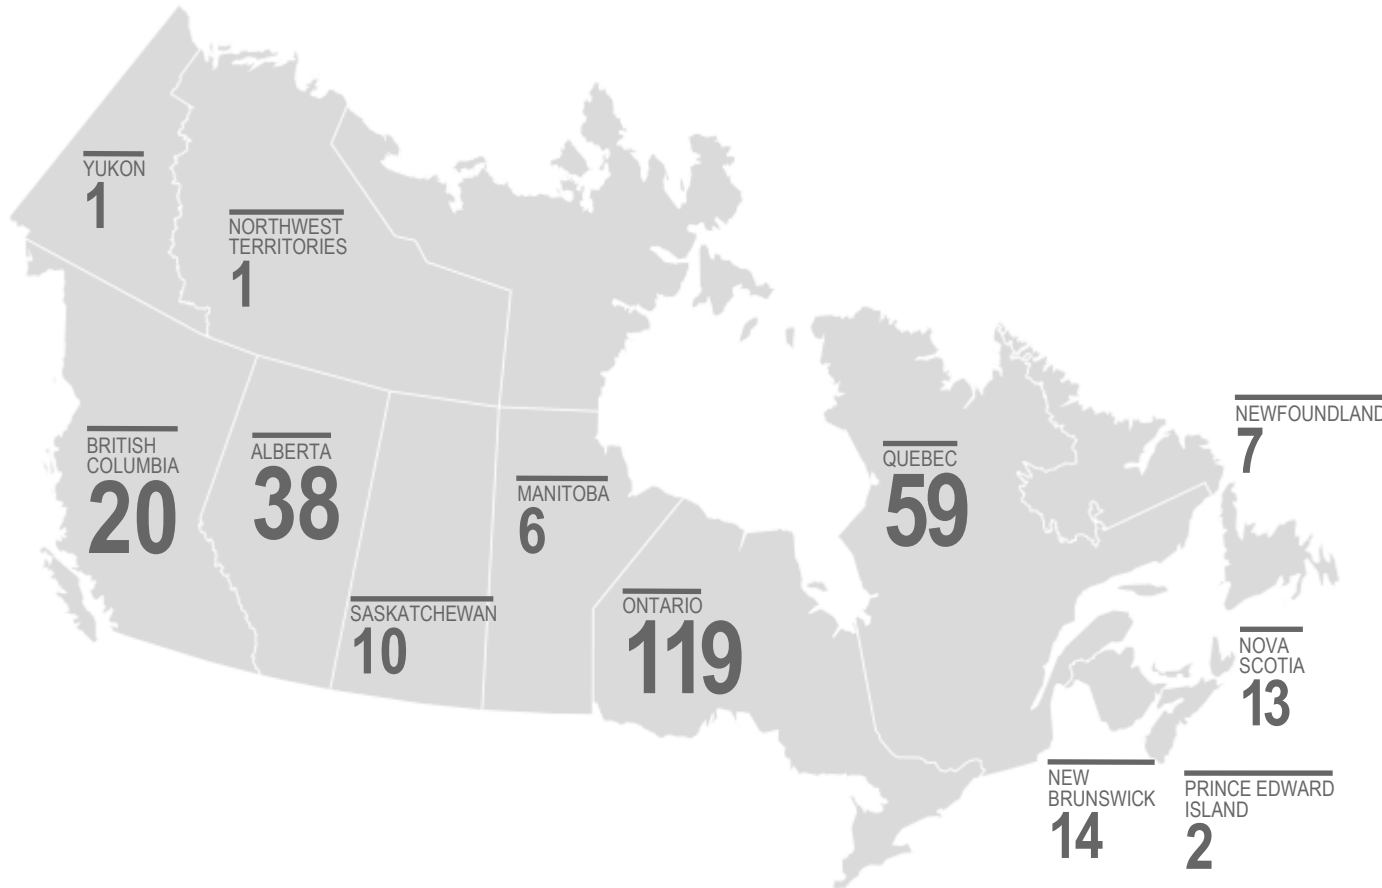 YUKON
1
NORTHWEST
TERRITORIES
1
BRITISH
COLUMBIA
20
ALBERTA
38
SASKATCHEWAN
10
MANITOBA
6
ONTARIO
119
QUEBEC
59
NEWFOUNDLAND
7
NOVA
SCOTIA
13
NEW
BRUNSWICK
14
PRINCE EDWARD
ISLAND
2